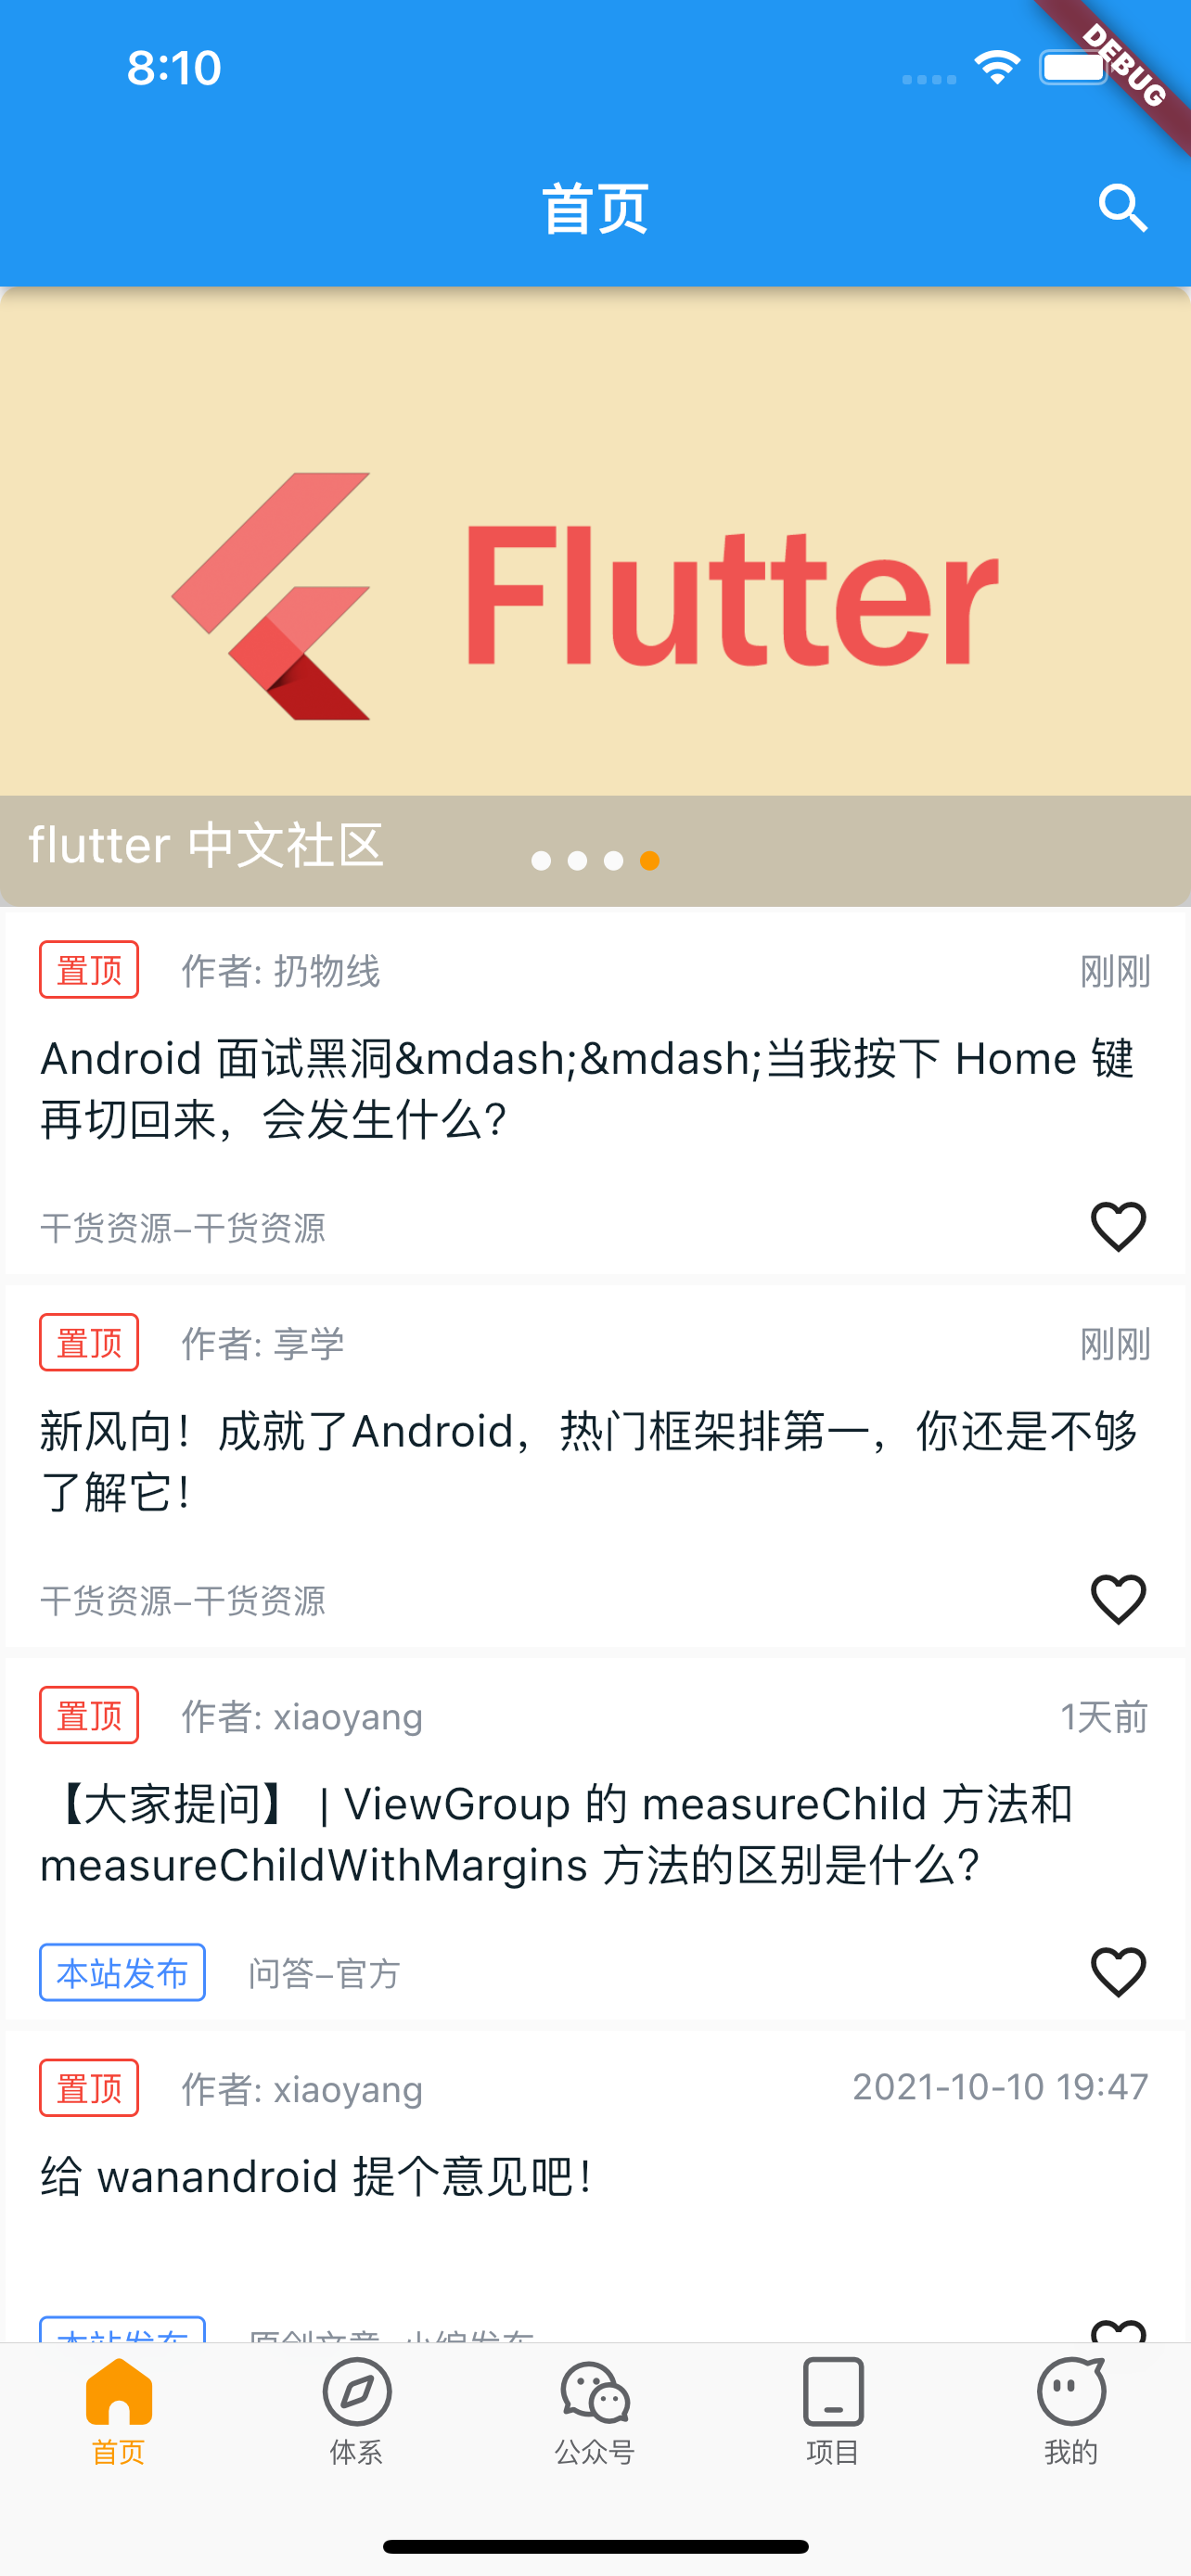 8:10
DEBUG
首页
Flutter
flutter 中文社区
置顶 作者: 扔物线 刚刚
Android 面试黑洞&mdash;&mdash;当我按下 Home 键
再切回来，会发生什么？
干货资源-干货资源
置顶 作者: 享学 刚刚
新风向！成就了Android，热门框架排第一，你还是不够
了解它！
干货资源-干货资源
置顶 作者: xiaoyang 1天前
【大家提问】 | ViewGroup 的 measureChild 方法和
measureChildWithMargins 方法的区别是什么？
本站发布 问答-官方
置顶 作者: xiaoyang 2021-10-10 19:47
给 wanandroid 提个意见吧！
本站发布
首页 体系 公众号 项目 我的